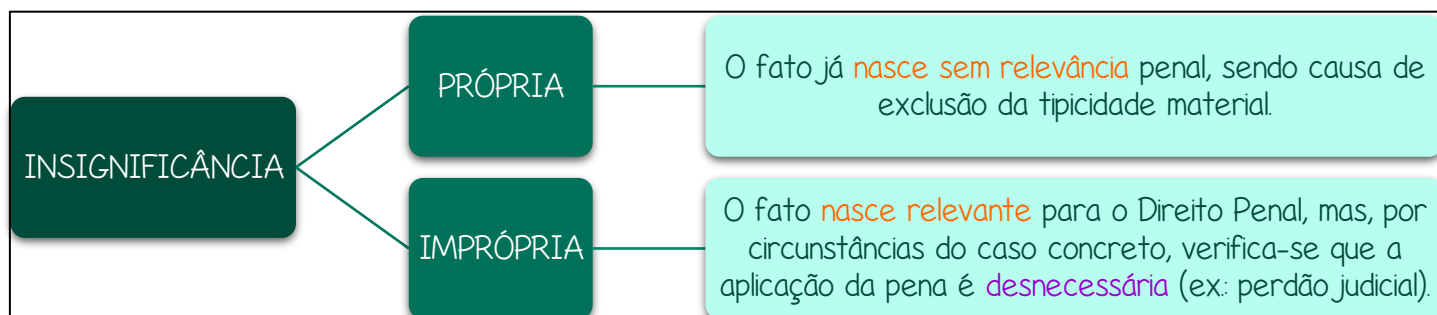 INSIGNIFICÂNCIA
PRÓPRIA
O fato já nasce sem relevância penal, sendo causa de
exclusão da tipicidade material.
IMPRÓPRIA
O fato nasce relevante para o Direito Penal, mas, por
circunstâncias do caso concreto, verifica-se que a
aplicação da pena é desnecessária (ex.: perdão judicial).